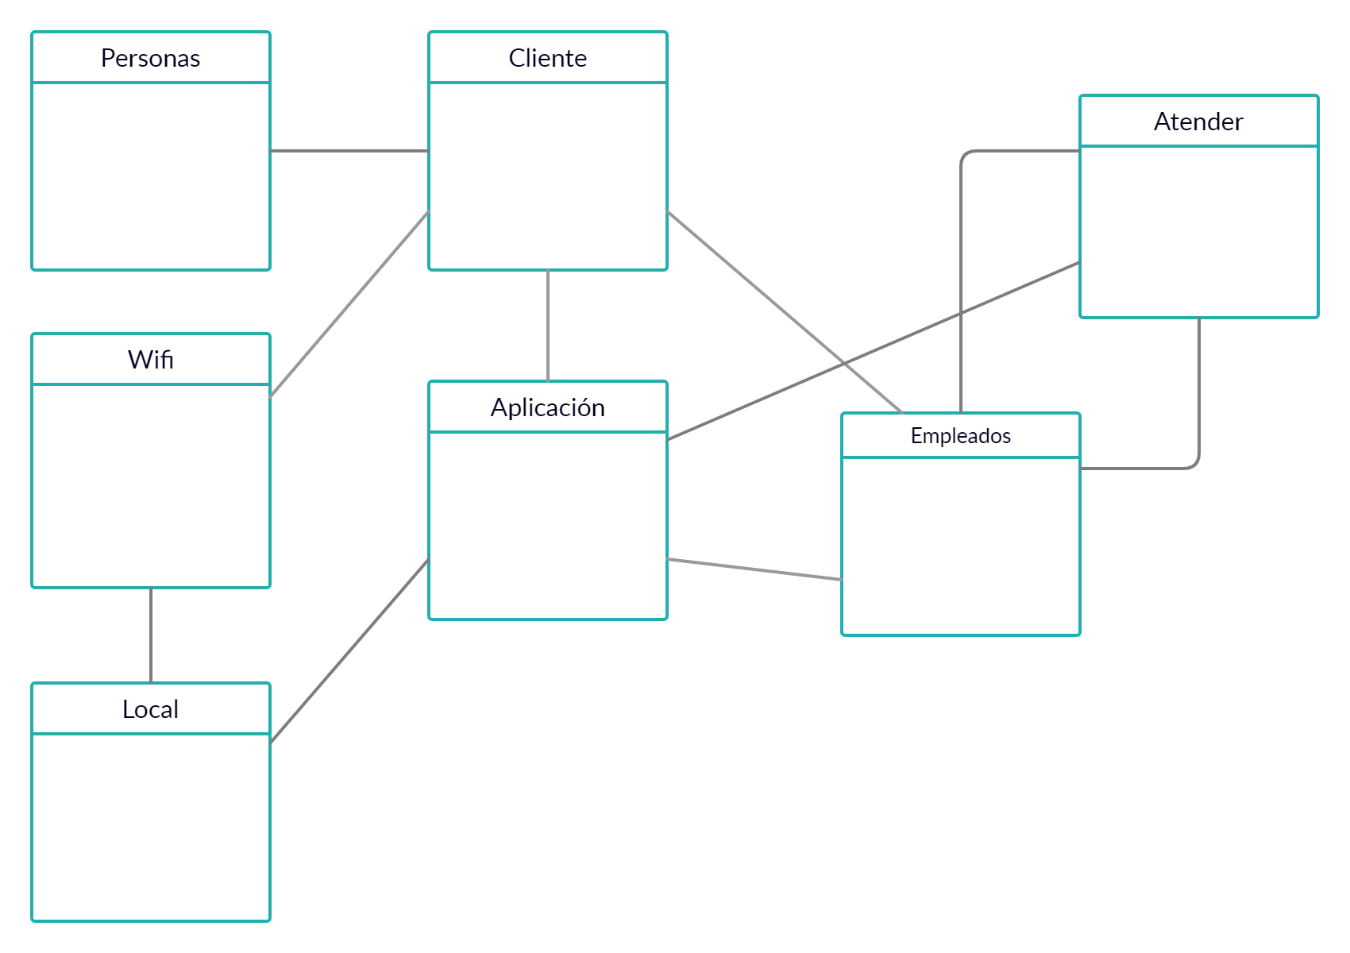 Personas
Cliente
Atender
Wifi
Aplicación
Empleados
Local